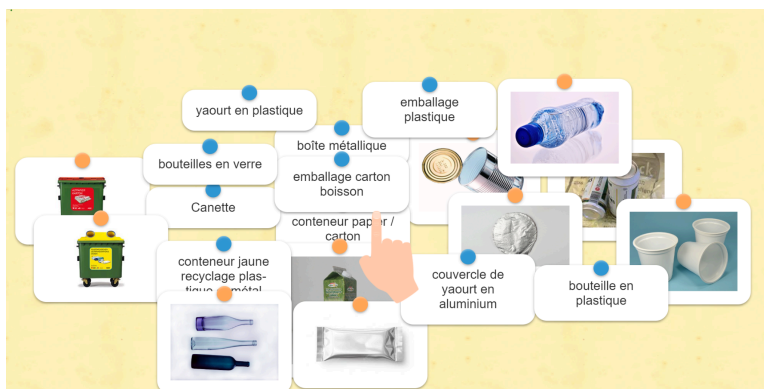 yaourt en plastique
emballage
plastique
boîte métallique
bouteilles en verre
emballage carton
boisson
Canette
conteneur papier /
carton
conteneur jaune
recyclage plas-
couvercle de
yaourt en
aluminium
bouteille en
plastique